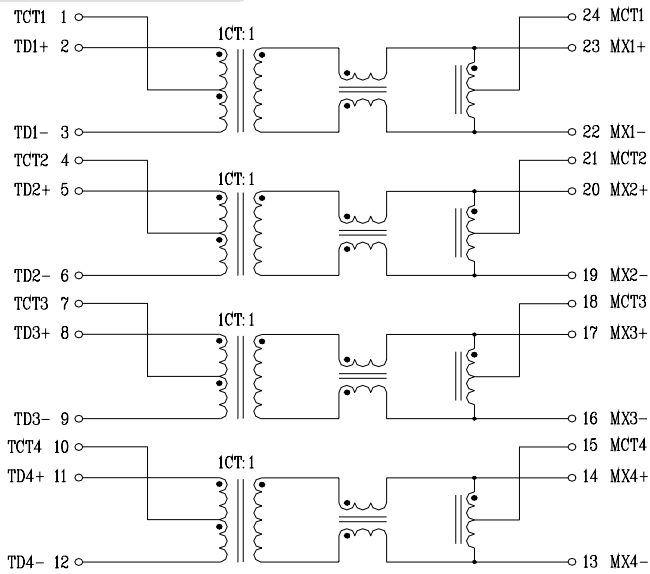 TCT1 1 24 MCT1
1CT:1
TD1+ 2 23 MX1+
TD1- 3 22 MX1-
TCT2 4 21 MCT2
1CT:1
TD2+ 5 20 MX2+
TD2- 6 19 MX2-
TCT3 7 18 MCT3
1CT:1
TD3+ 8 17 MX3+
TD3- 9 16 MX3-
TCT4 10 15 MCT4
1CT:1
TD4+ 11 14 MX4+
TD4- 12 13 MX4-